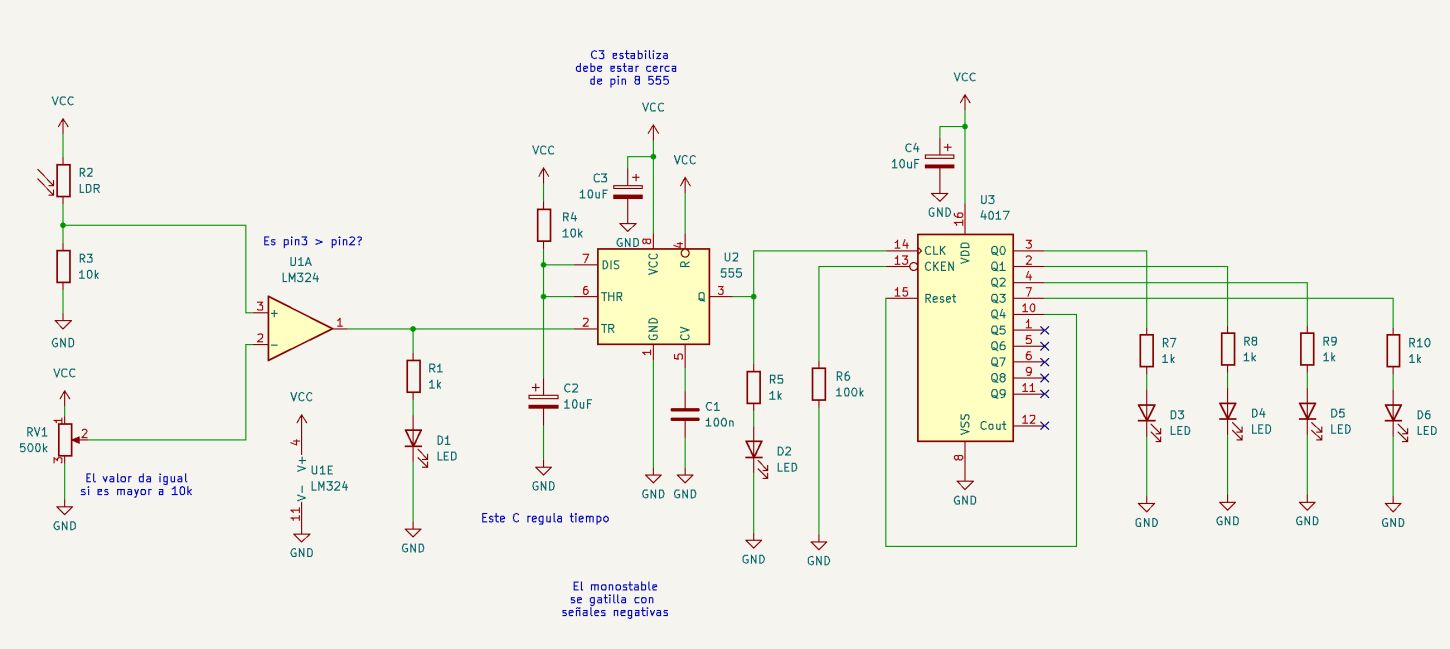 C3 estabiliza
debe estar cerca
de pin 8 555
VCC
R2
LDR
R3
10k
GND
VCC
RV1
500k
1
2
3
GND
El valor da igual
si es mayor a 10k
Es pin3 > pin2?
U1A
LM324
3
+
2
-
1
VCC
4
V+
U1E
LM324
V-
11
GND
R1
1k
D1
LED
GND
VCC
R4
10k
C2
10uF
+
GND
Este C regula tiempo
VCC
C3
10uF
+
GND
VCC
U2
555
8
VCC
4
R
7
DIS
6
THR
2
TR
Q
3
GND
1
CV
5
C1
100n
GND
GND
El monostable
se gatilla con
señales negativas
R5
1k
D2
LED
GND
R6
100k
GND
VCC
C4
10uF
+
GND
U3
4017
16
VDD
14
CLK
13
CKEN
15
Reset
Q0
3
Q1
2
Q2
4
Q3
7
Q4
10
Q5
1
Q6
5
Q7
6
Q8
9
Q9
11
Cout
12
VSS
8
GND
R7
1k
D3
LED
GND
R8
1k
D4
LED
GND
R9
1k
D5
LED
GND
R10
1k
D6
LED
GND